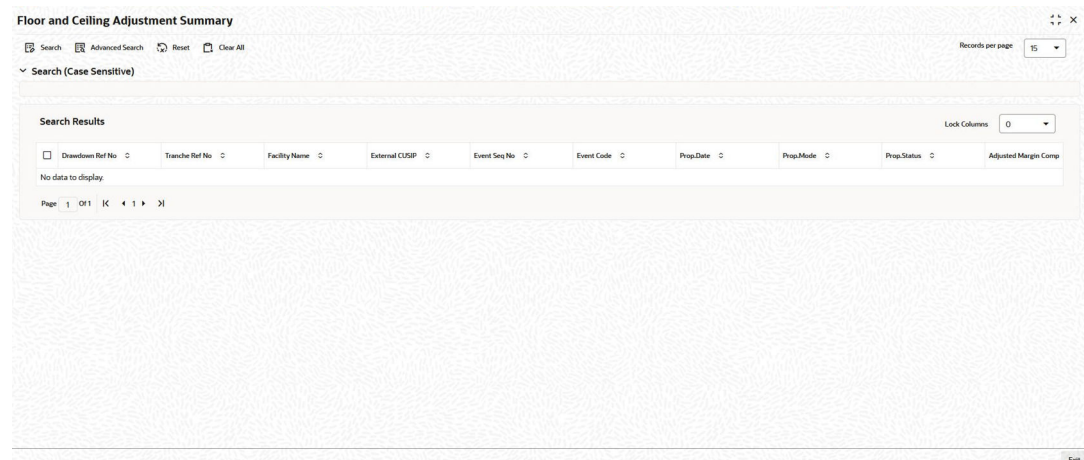 Floor and Ceiling Adjustment Summary
Search Advanced Search Reset Clear All Records per page 15
Search (Case Sensitive)
Search Results Lock Columns 0
Drawdown Ref No Tranche Ref No Facility Name External CUSIP Event Seq No Event Code Prop.Date Prop.Mode Prop.Status Adjusted Margin Comp
No data to display.
Page 1 Of 1 1
Exit